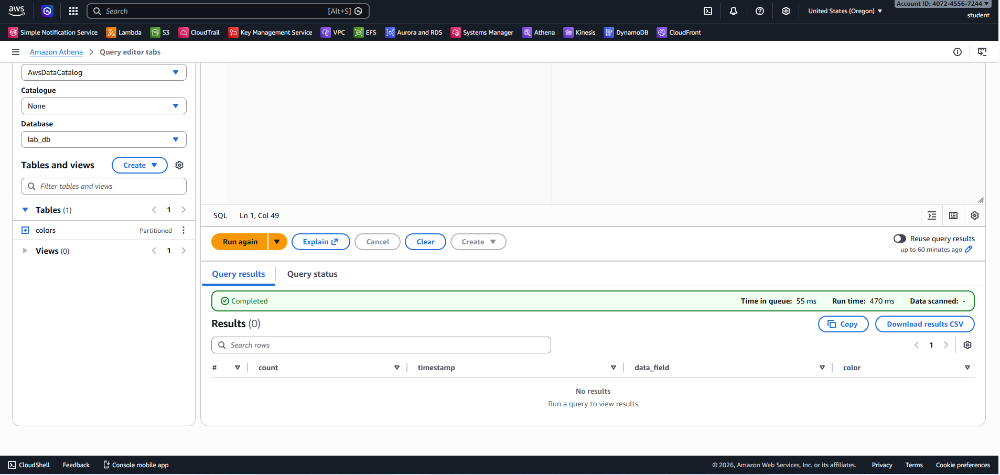 aws
Search [Alt+S]
United States (Oregon)
Account ID: 4072-4556-7244
student
Simple Notification Service Lambda S3 CloudTrail Key Management Service VPC EFS Aurora and RDS Systems Manager Athena Kinesis DynamoDB CloudFront
Amazon Athena Query editor tabs
AwsDataCatalog
Catalogue
None
Database
lab_db
Tables and views Create
Filter tables and views
Tables (1) 1
colors Partitioned
Views (0) 1
SQL Ln 1, Col 49
Run again Explain Cancel Clear Create
Reuse query results
up to 60 minutes ago
Query results Query status
Completed Time in queue: 55 ms Run time: 470 ms Data scanned: -
Results (0) Copy Download results CSV
Search rows 1
# count timestamp data_field color
No results
Run a query to view results
CloudShell Feedback Console mobile app © 2026, Amazon Web Services, Inc. or its affiliates. Privacy Terms Cookie preferences